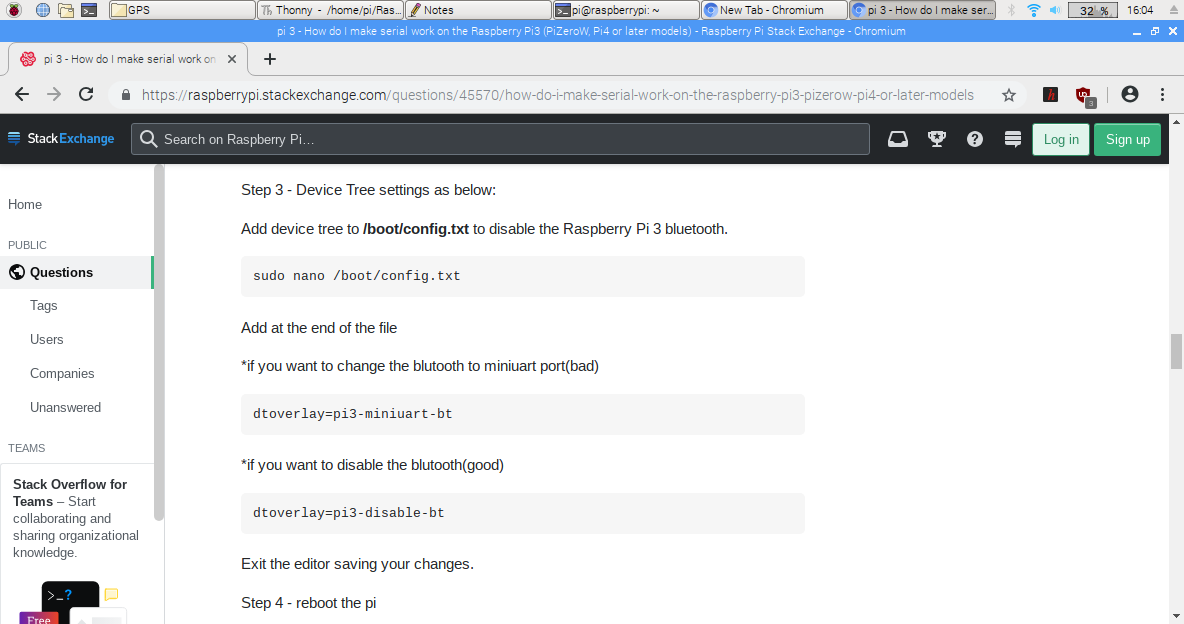 GPS
Thonny - /home/pi/Ras...
Notes
pi@raspberrypi: ~
New Tab - Chromium
pi 3 - How do I make ser...
32 %
16:04
pi 3 - How do I make serial work on the Raspberry Pi3 (PiZeroW, Pi4 or later models) - Raspberry Pi Stack Exchange - Chromium
pi 3 - How do I make serial work on
https://raspberrypi.stackexchange.com/questions/45570/how-do-i-make-serial-work-on-the-raspberry-pi3-pizerow-pi4-or-later-models
3
StackExchange
Search on Raspberry Pi…
Log in
Sign up
Home
PUBLIC
Questions
Tags
Users
Companies
Unanswered
TEAMS
Stack Overflow for
Teams – Start
collaborating and
sharing organizational
knowledge.
>_?
Free
Step 3 - Device Tree settings as below:
Add device tree to /boot/config.txt to disable the Raspberry Pi 3 bluetooth.
sudo nano /boot/config.txt
Add at the end of the file
*if you want to change the blutooth to miniuart port(bad)
dtoverlay=pi3-miniuart-bt
*if you want to disable the blutooth(good)
dtoverlay=pi3-disable-bt
Exit the editor saving your changes.
Step 4 - reboot the pi